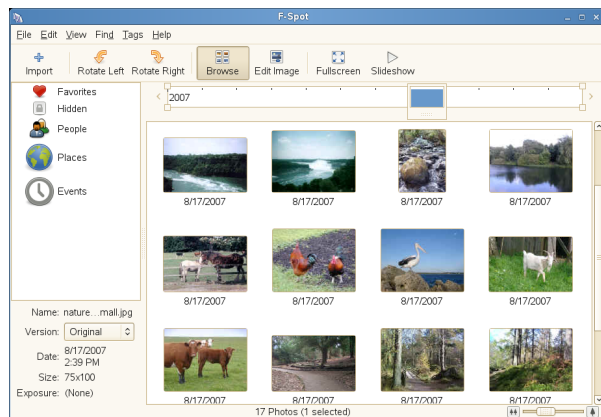 F-Spot
File Edit View Find Tags Help
Import Rotate Left Rotate Right Browse Edit Image Fullscreen Slideshow
Favorites
Hidden
People
Places
Events
2007
8/17/2007 8/17/2007 8/17/2007 8/17/2007
8/17/2007 8/17/2007 8/17/2007 8/17/2007
8/17/2007 8/17/2007 8/17/2007 8/17/2007
Name: nature...mall.jpg
Version: Original
Date: 8/17/2007
2:39 PM
Size: 75x100
Exposure: (None)
17 Photos (1 selected)